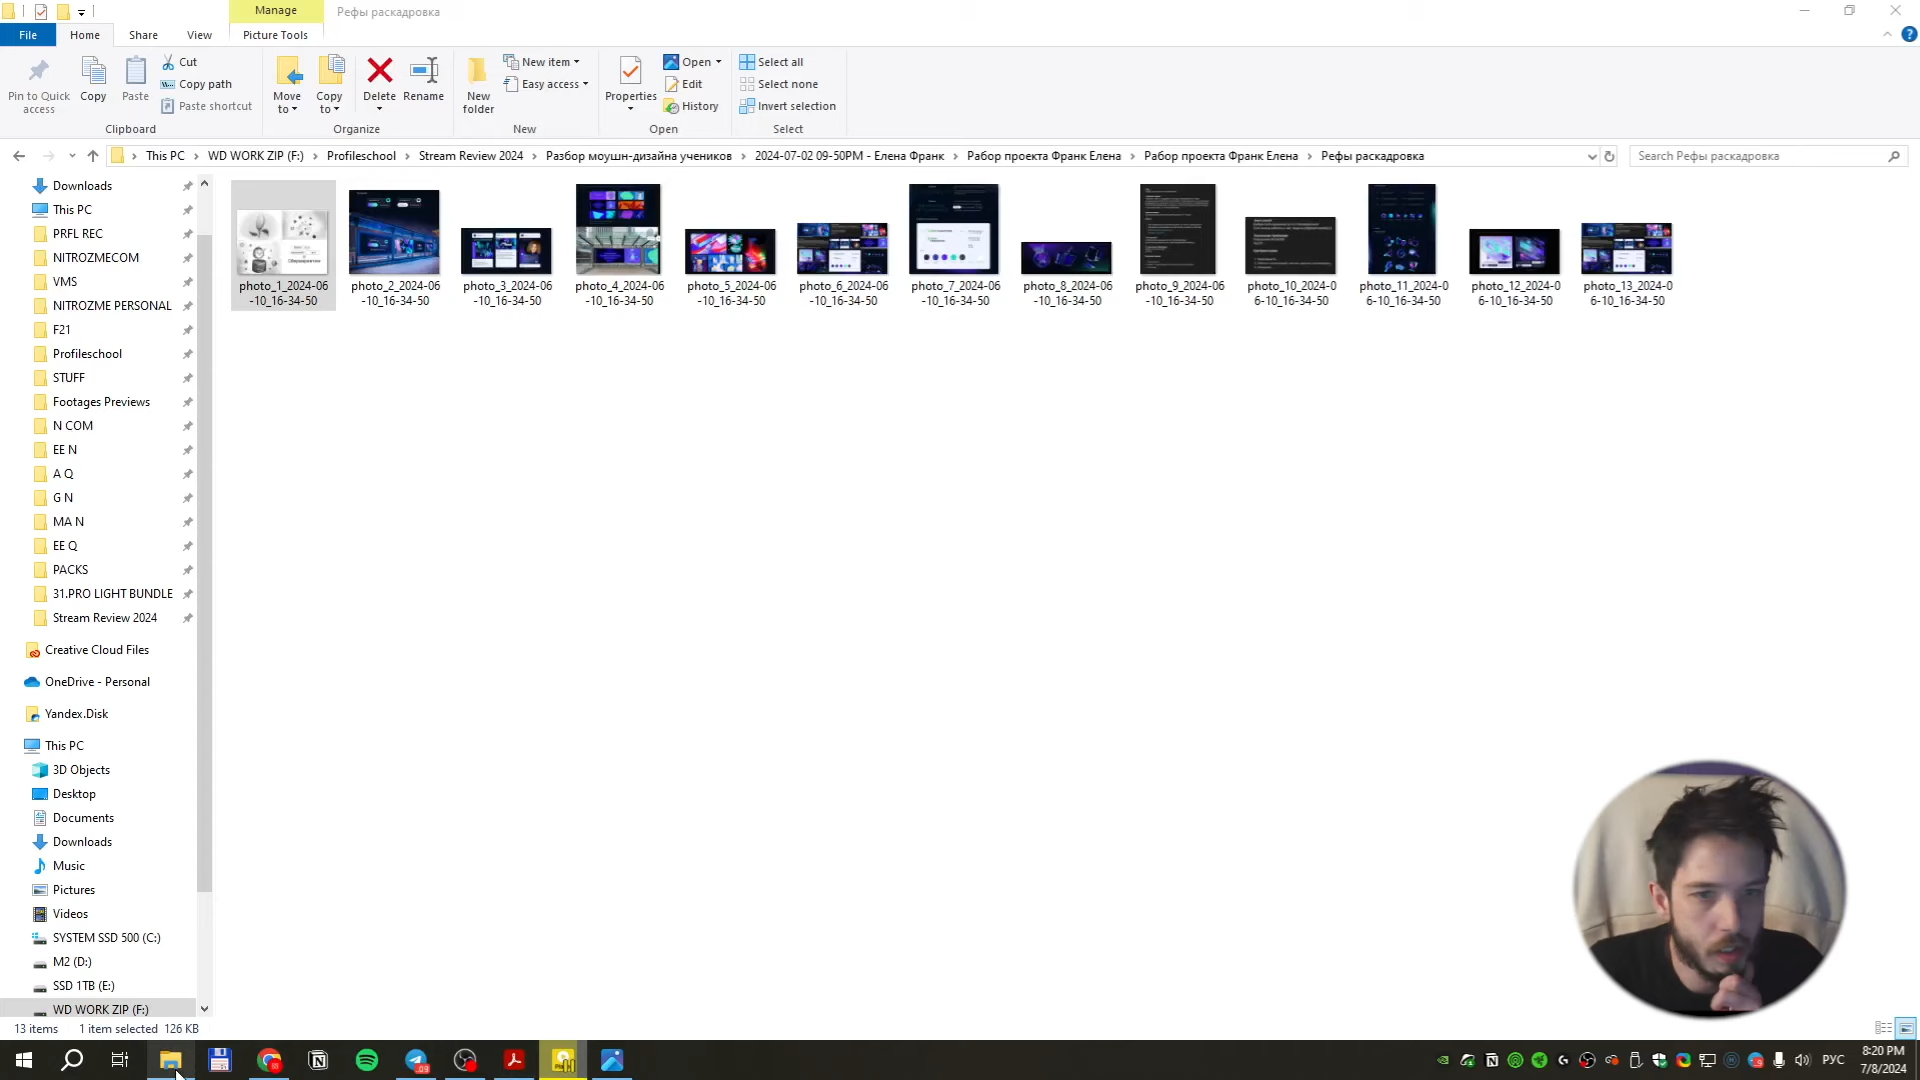 Manage
Рефы раскадровка
File
Home
Share
View
Picture Tools
Pin to Quick access
Copy
Paste
Cut
Copy path
Paste shortcut
Move to
Copy to
Delete
Rename
New folder
New item
Easy access
Properties
Open
Edit
History
Select all
Select none
Invert selection
Clipboard
Organize
New
Open
Select
This PC
WD WORK ZIP (F:)
Profileschool
Stream Review 2024
Разбор моушн-дизайна учеников
2024-07-02 09-50PM - Елена Франк
Рабор проекта Франк Елена
Рабор проекта Франк Елена
Рефы раскадровка
Search Рефы раскадровка
Downloads
This PC
PRFL REC
NITROZMECOM
VMS
NITROZME PERSONAL
F21
Profileschool
STUFF
Footages Previews
N COM
EE N
A Q
G N
MA N
EE Q
PACKS
31.PRO LIGHT BUNDLE
Stream Review 2024
Creative Cloud Files
OneDrive - Personal
Yandex.Disk
This PC
3D Objects
Desktop
Documents
Downloads
Music
Pictures
Videos
SYSTEM SSD 500 (C:)
M2 (D:)
SSD 1TB (E:)
WD WORK ZIP (F:)
photo_1_2024-06
-10_16-34-50
photo_2_2024-06
-10_16-34-50
photo_3_2024-06
-10_16-34-50
photo_4_2024-06
-10_16-34-50
photo_5_2024-06
-10_16-34-50
photo_6_2024-06
-10_16-34-50
photo_7_2024-06
-10_16-34-50
photo_8_2024-06
-10_16-34-50
photo_9_2024-06
-10_16-34-50
photo_10_2024-0
6-10_16-34-50
photo_11_2024-0
6-10_16-34-50
photo_12_2024-0
6-10_16-34-50
photo_13_2024-0
6-10_16-34-50
13 items
1 item selected 126 KB
РУС
8:20 PM
7/8/2024